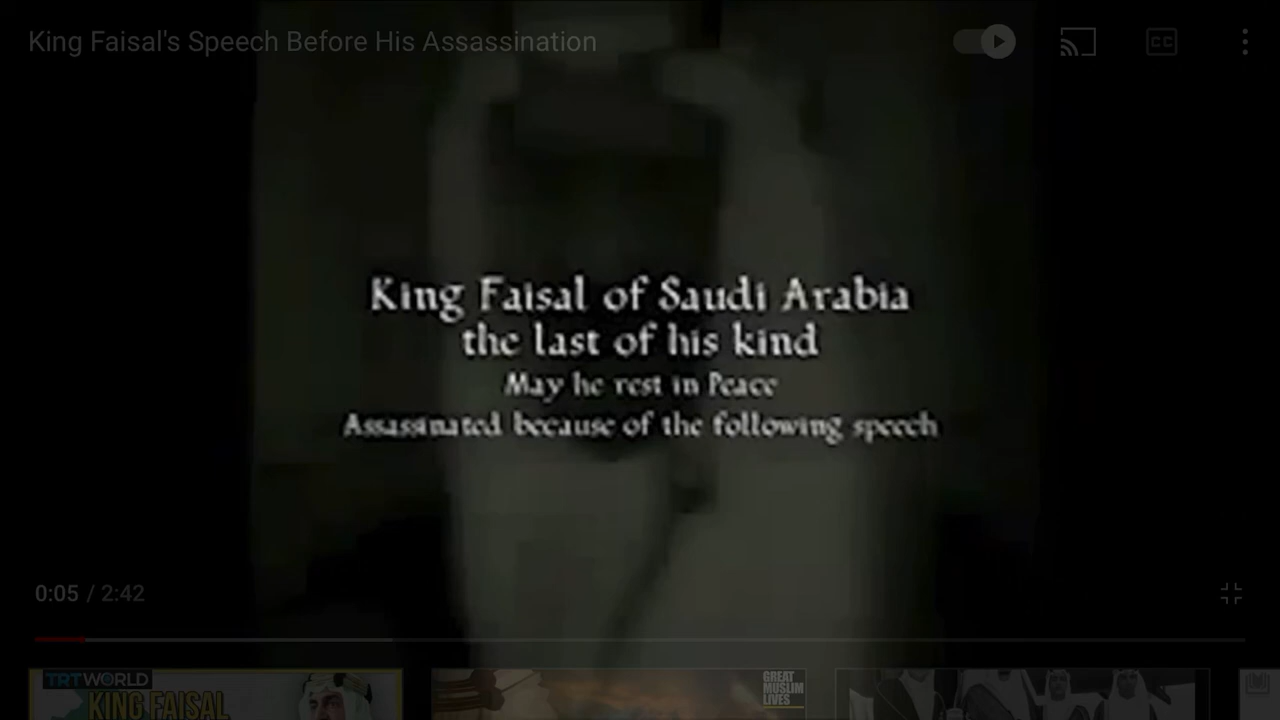 King Faisal's Speech Before His Assassination
CC
King Faisal of Saudi Arabia
the last of his kind
May he rest in Peace
Assassinated because of the following speech
0:05 / 2:42
TRT WORLD
KING FAISAL
GREAT
MUSLIM
LIVES